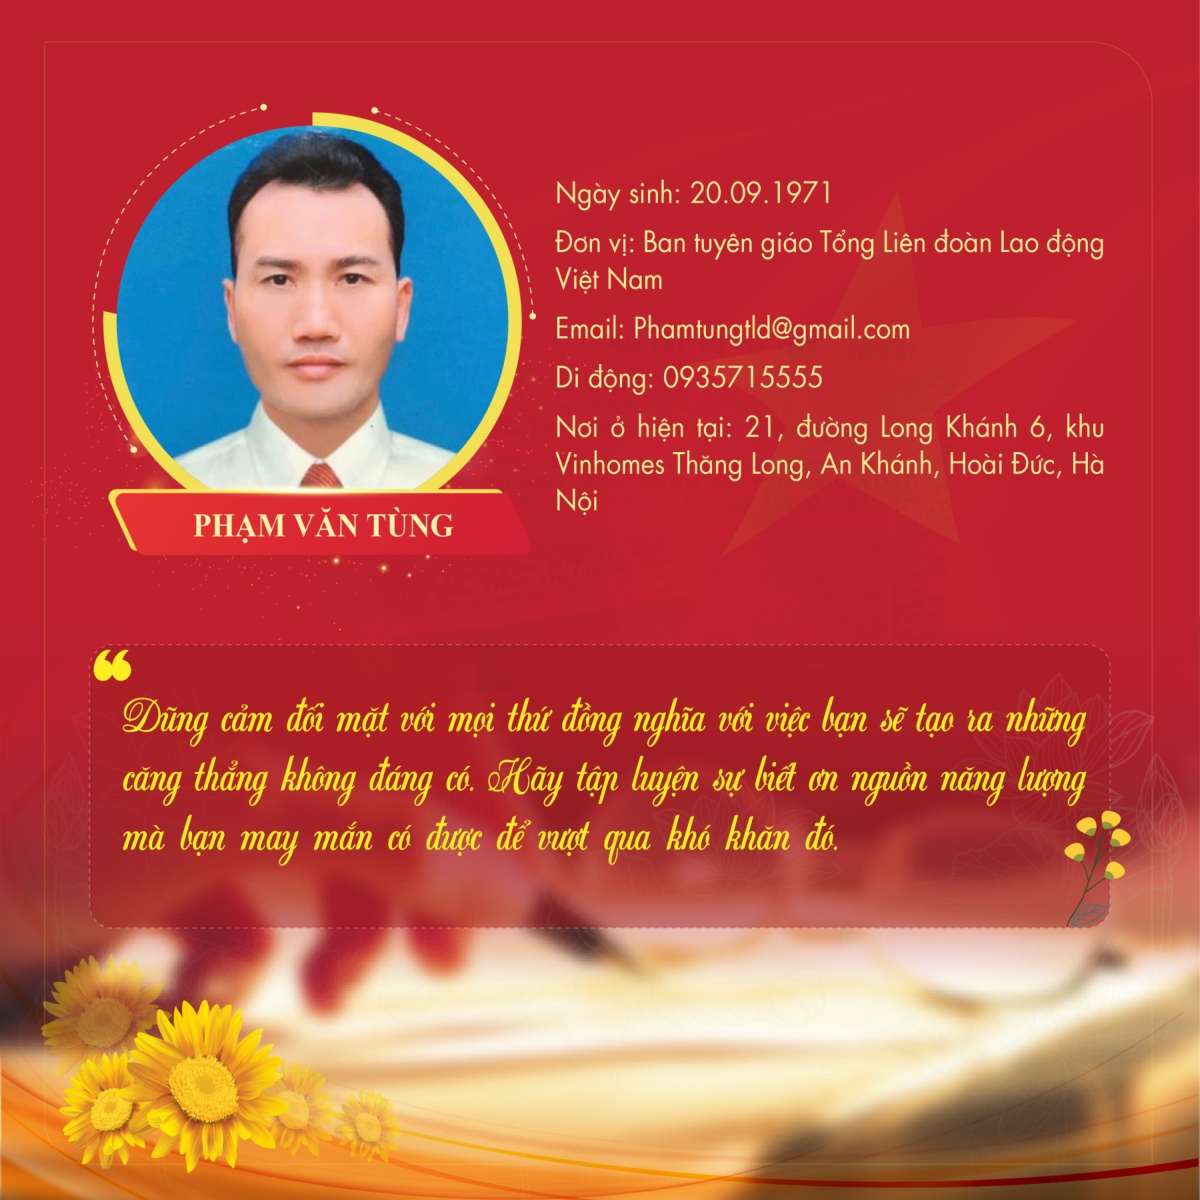 Ngày sinh: 20.09.1971
Đơn vị: Ban tuyên giáo Tổng Liên đoàn Lao động
Việt Nam
Email: Phamtungtld@gmail.com
Di động: 0935715555
Nơi ở hiện tại: 21, đường Long Khánh 6, khu
Vinhomes Thăng Long, An Khánh, Hoài Đức, Hà
Nội
PHẠM VĂN TÙNG
“
Dũng cảm đối mặt với mọi thứ đồng nghĩa với việc bạn sẽ tạo ra những
căng thẳng không đáng có. Hãy tập luyện sự biết ơn nguồn năng lượng
mà bạn may mắn có được để vượt qua khó khăn đó.